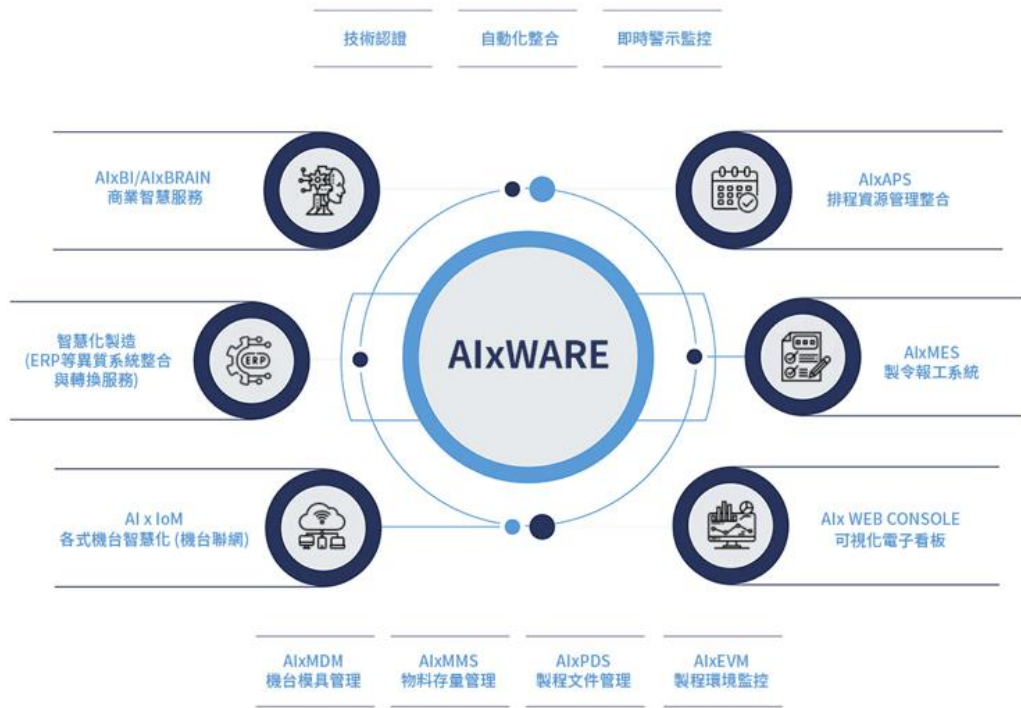 技術認證
自動化整合
即時警示監控
AIxBI/AIxBRAIN
商業智慧服務
AIxAPS
排程資源管理整合
智慧化製造
(ERP等異質系統整合
與轉換服務)
ERP
AIxWARE
AIxMES
製令報工系統
AI x IoM
各式機台智慧化 (機台聯網)
AIx WEB CONSOLE
可視化電子看板
AIxMDM
機台模具管理
AIxMMS
物料存量管理
AIxPDS
製程文件管理
AIxEVM
製程環境監控